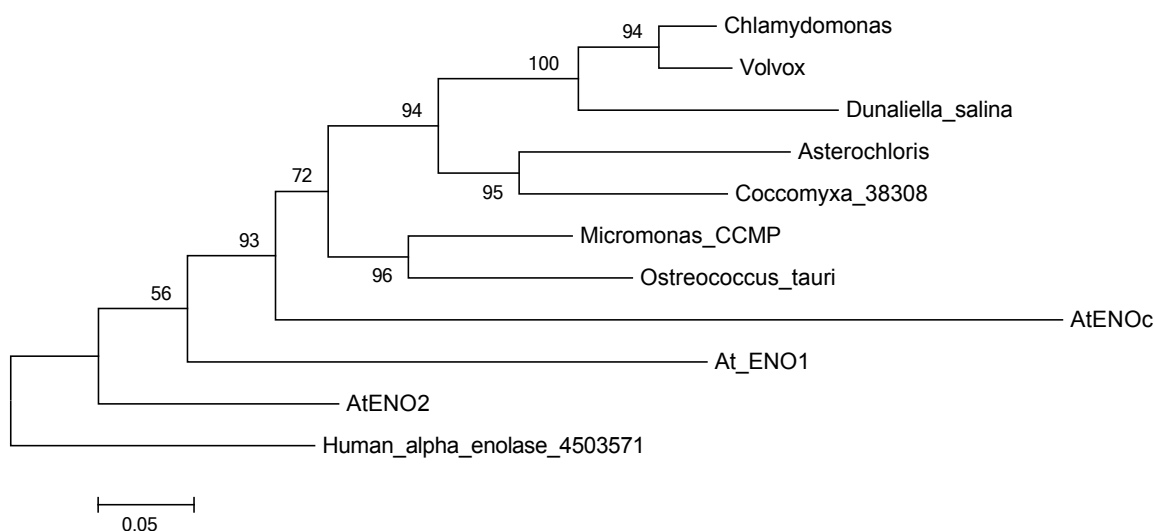 94
Chlamydomonas
Volvox
100
Dunaliella_salina
94
Asterochloris
95
Coccomyxa_38308
72
Micromonas_CCMP
96
Ostreococcus_tauri
93
AtENOc
56
At_ENO1
AtENO2
Human_alpha_enolase_4503571
0.05